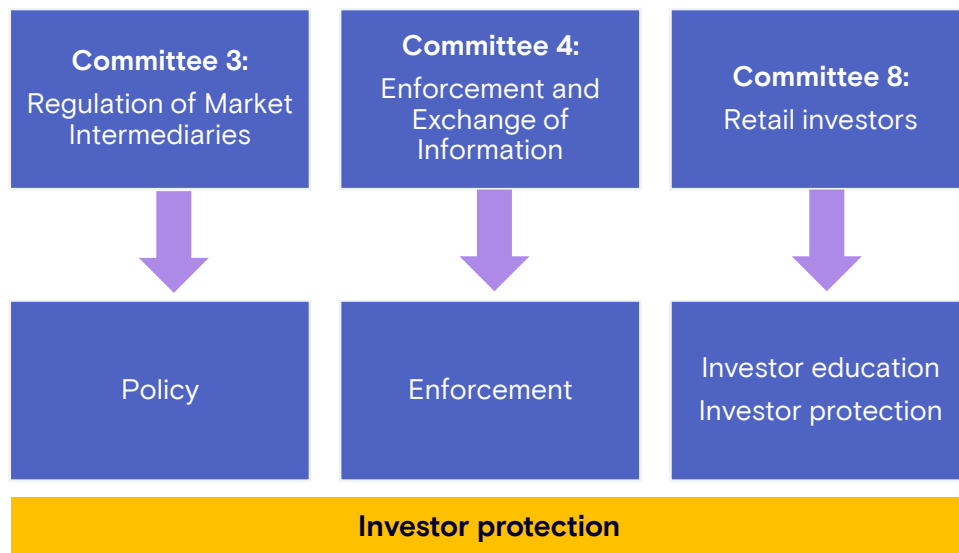 Committee 3:
Regulation of Market
Intermediaries
Committee 4:
Enforcement and
Exchange of
Information
Committee 8:
Retail investors
Policy
Enforcement
Investor education
Investor protection
Investor protection